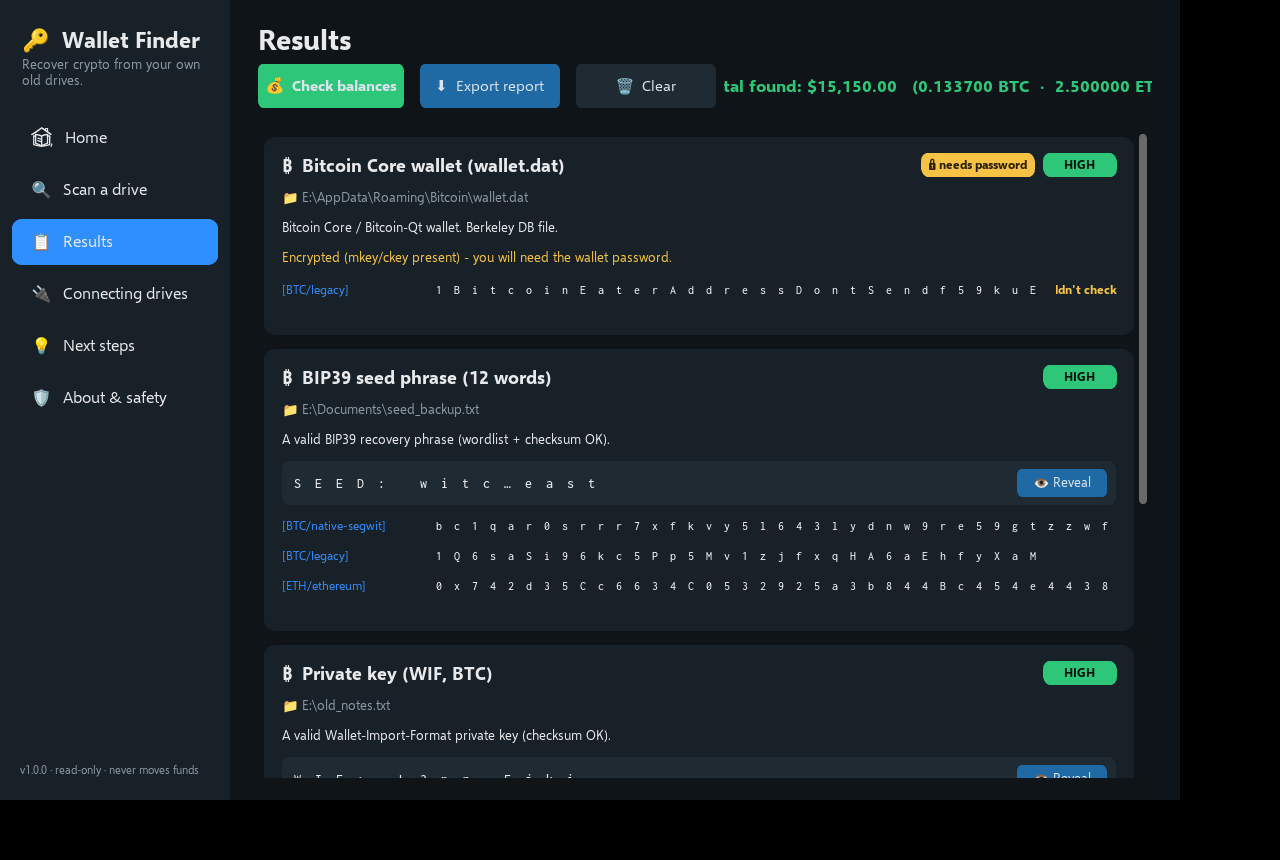 Wallet Finder
Recover crypto from your own
old drives.
Home
Scan a drive
Results
Connecting drives
Next steps
About & safety
v1.0.0 · read-only · never moves funds
Results
Check balances
Export report
Clear
tal found: $15,150.00 (0.133700 BTC · 2.500000 ET
₿ Bitcoin Core wallet (wallet.dat)
needs password
HIGH
E:\AppData\Roaming\Bitcoin\wallet.dat
Bitcoin Core / Bitcoin-Qt wallet. Berkeley DB file.
Encrypted (mkey/ckey present) - you will need the wallet password.
[BTC/legacy] 1BitcoinEaterAddressDontSendf59kuE ldn't check
₿ BIP39 seed phrase (12 words)
HIGH
E:\Documents\seed_backup.txt
A valid BIP39 recovery phrase (wordlist + checksum OK).
SEED: witc…east
Reveal
[BTC/native-segwit] bc1qar0srrr7xfkvy5l643lydnw9re59gtzzwf
[BTC/legacy] 1Q6saSi96kc5Pp5Mv1zjfxqHA6aEhfyXaM
[ETH/ethereum] 0x742d35Cc6634C0532925a3b844Bc454e4438
₿ Private key (WIF, BTC)
HIGH
E:\old_notes.txt
A valid Wallet-Import-Format private key (checksum OK).
Reveal